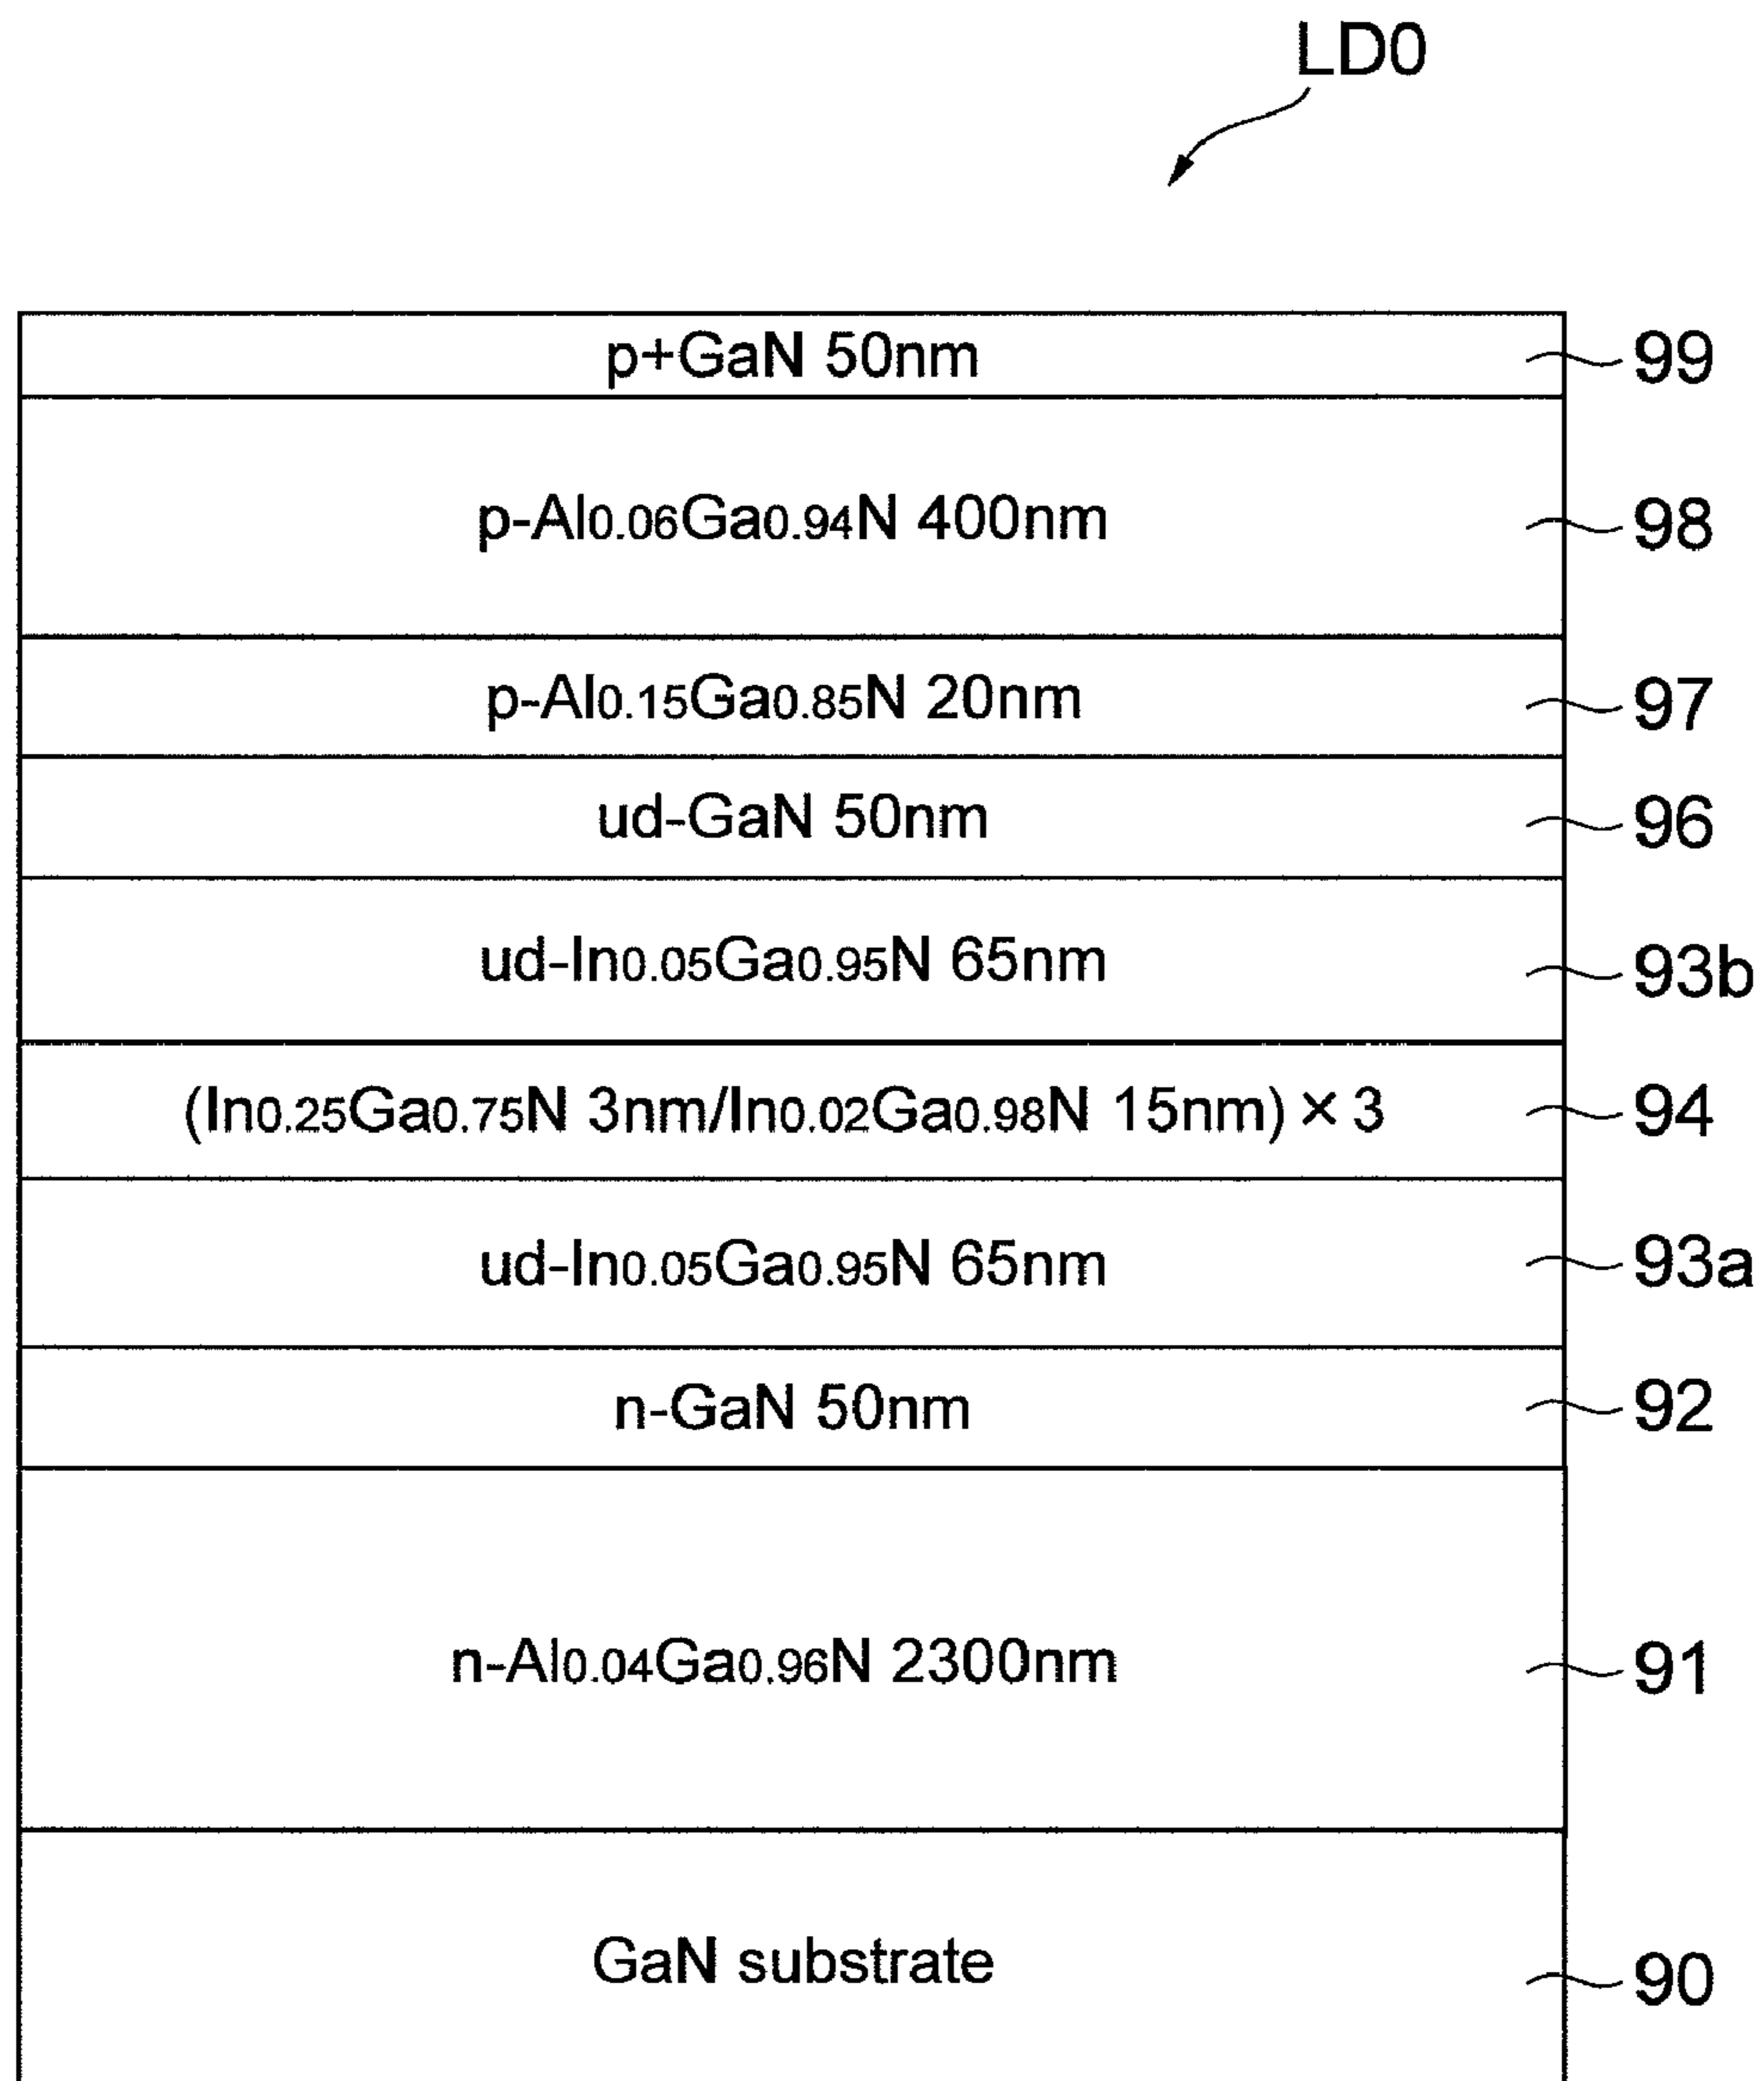 LD0
p+GaN 50nm 99
p-Al0.06Ga0.94N 400nm 98
p-Al0.15Ga0.85N 20nm 97
ud-GaN 50nm 96
ud-In0.05Ga0.95N 65nm 93b
(In0.25Ga0.75N 3nm/In0.02Ga0.98N 15nm) × 3 94
ud-In0.05Ga0.95N 65nm 93a
n-GaN 50nm 92
n-Al0.04Ga0.96N 2300nm 91
GaN substrate 90